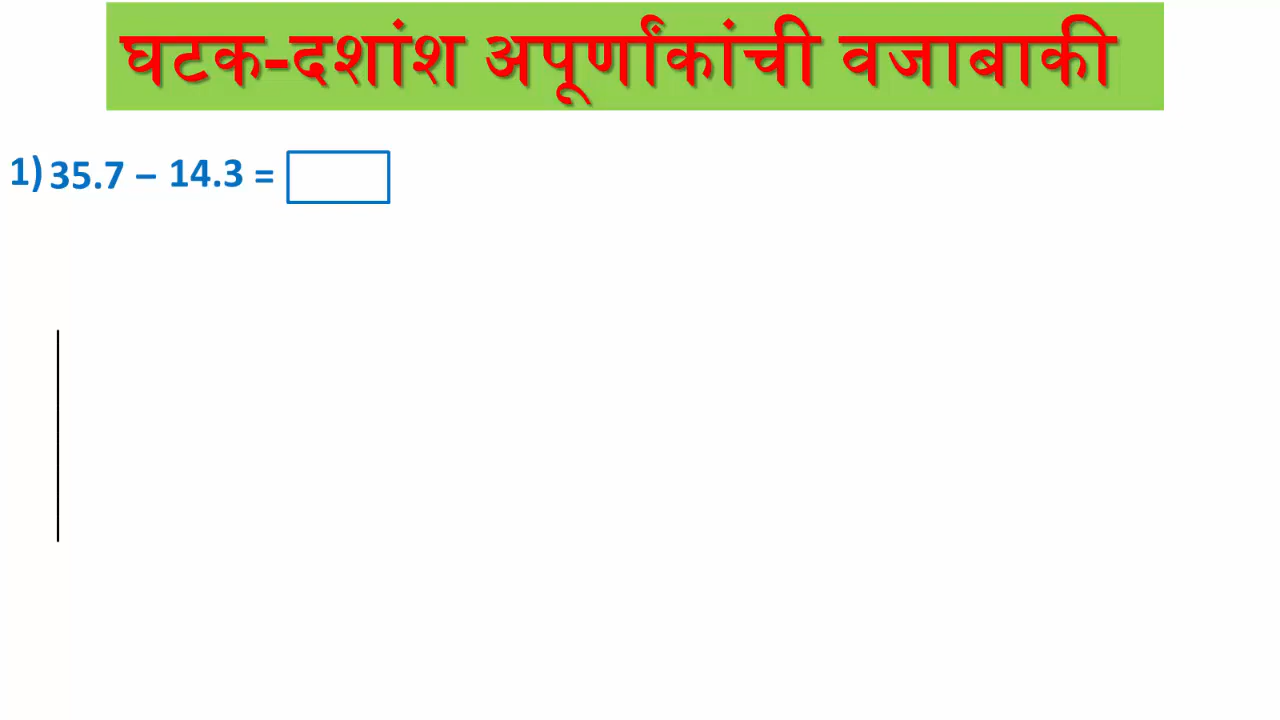 घटक-दशांश अपूर्णांकांची वजाबाकी
1) 35.7 – 14.3 =